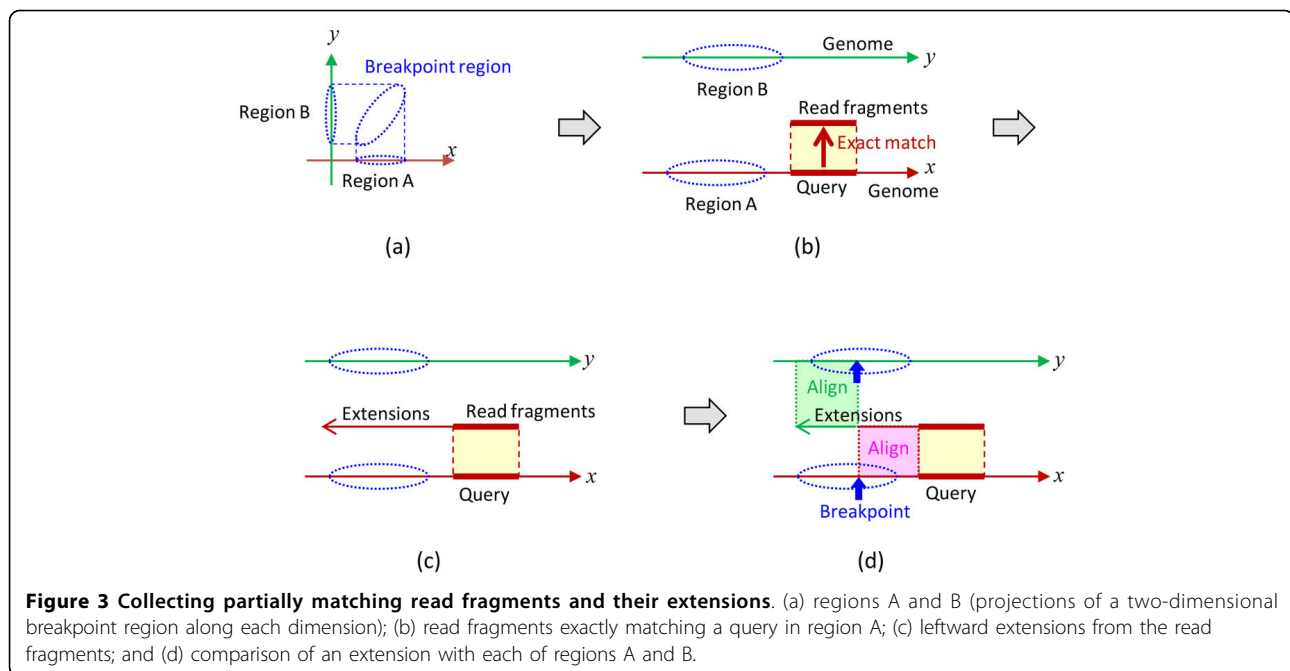 y
Breakpoint region
Region B
x
Region A
(a)
Genome
y
Region B
Read fragments
Exact match
x
Query
Genome
Region A
(b)
y
Extensions
Read fragments
x
Query
(c)
y
Align
Extensions
Align
x
Query
Breakpoint
(d)
Figure 3 Collecting partially matching read fragments and their extensions. (a) regions A and B (projections of a two-dimensional
breakpoint region along each dimension); (b) read fragments exactly matching a query in region A; (c) leftward extensions from the read
fragments; and (d) comparison of an extension with each of regions A and B.